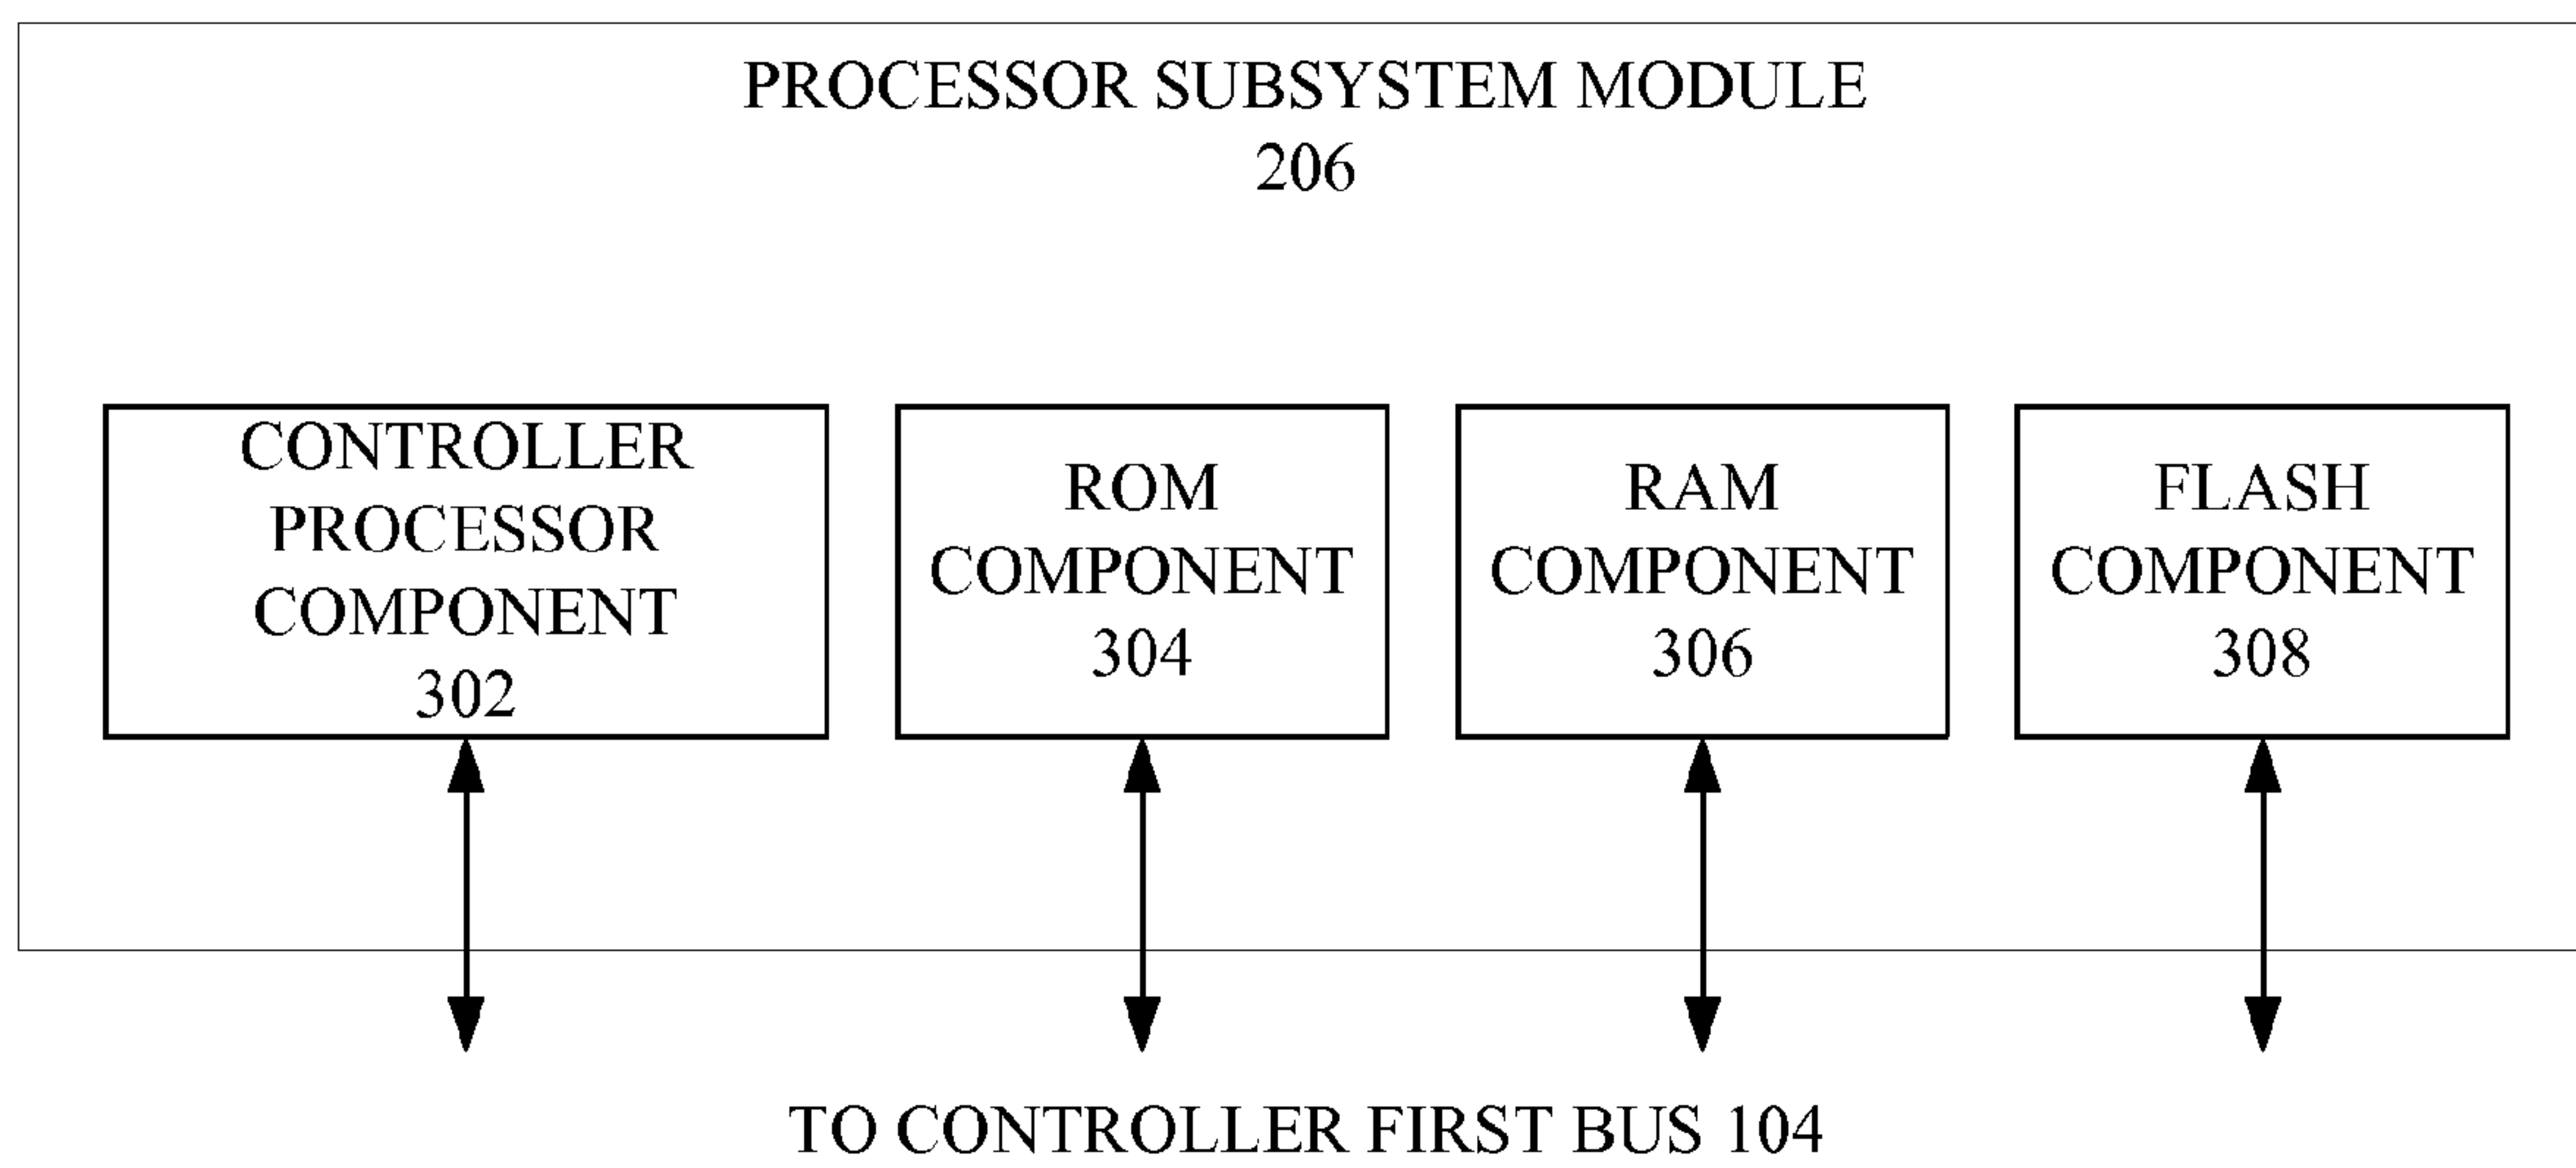 PROCESSOR SUBSYSTEM MODULE
206
CONTROLLER
PROCESSOR
COMPONENT
302
ROM
COMPONENT
304
RAM
COMPONENT
306
FLASH
COMPONENT
308
TO CONTROLLER FIRST BUS 104